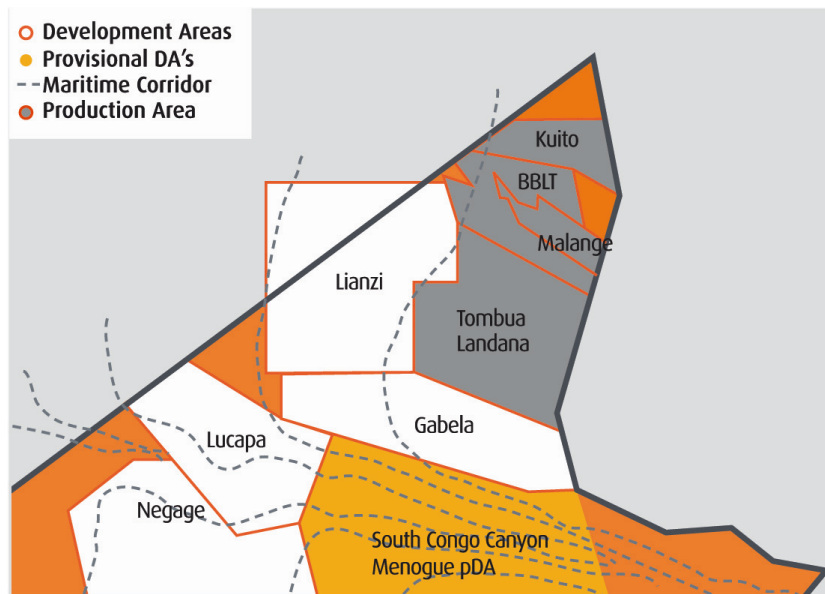 Development Areas
Provisional DA's
Maritime Corridor
Production Area
Kuito
BBLT
Malange
Lianzi
Tombua
Landana
Gabela
Lucapa
Negage
South Congo Canyon
Menogue pDA